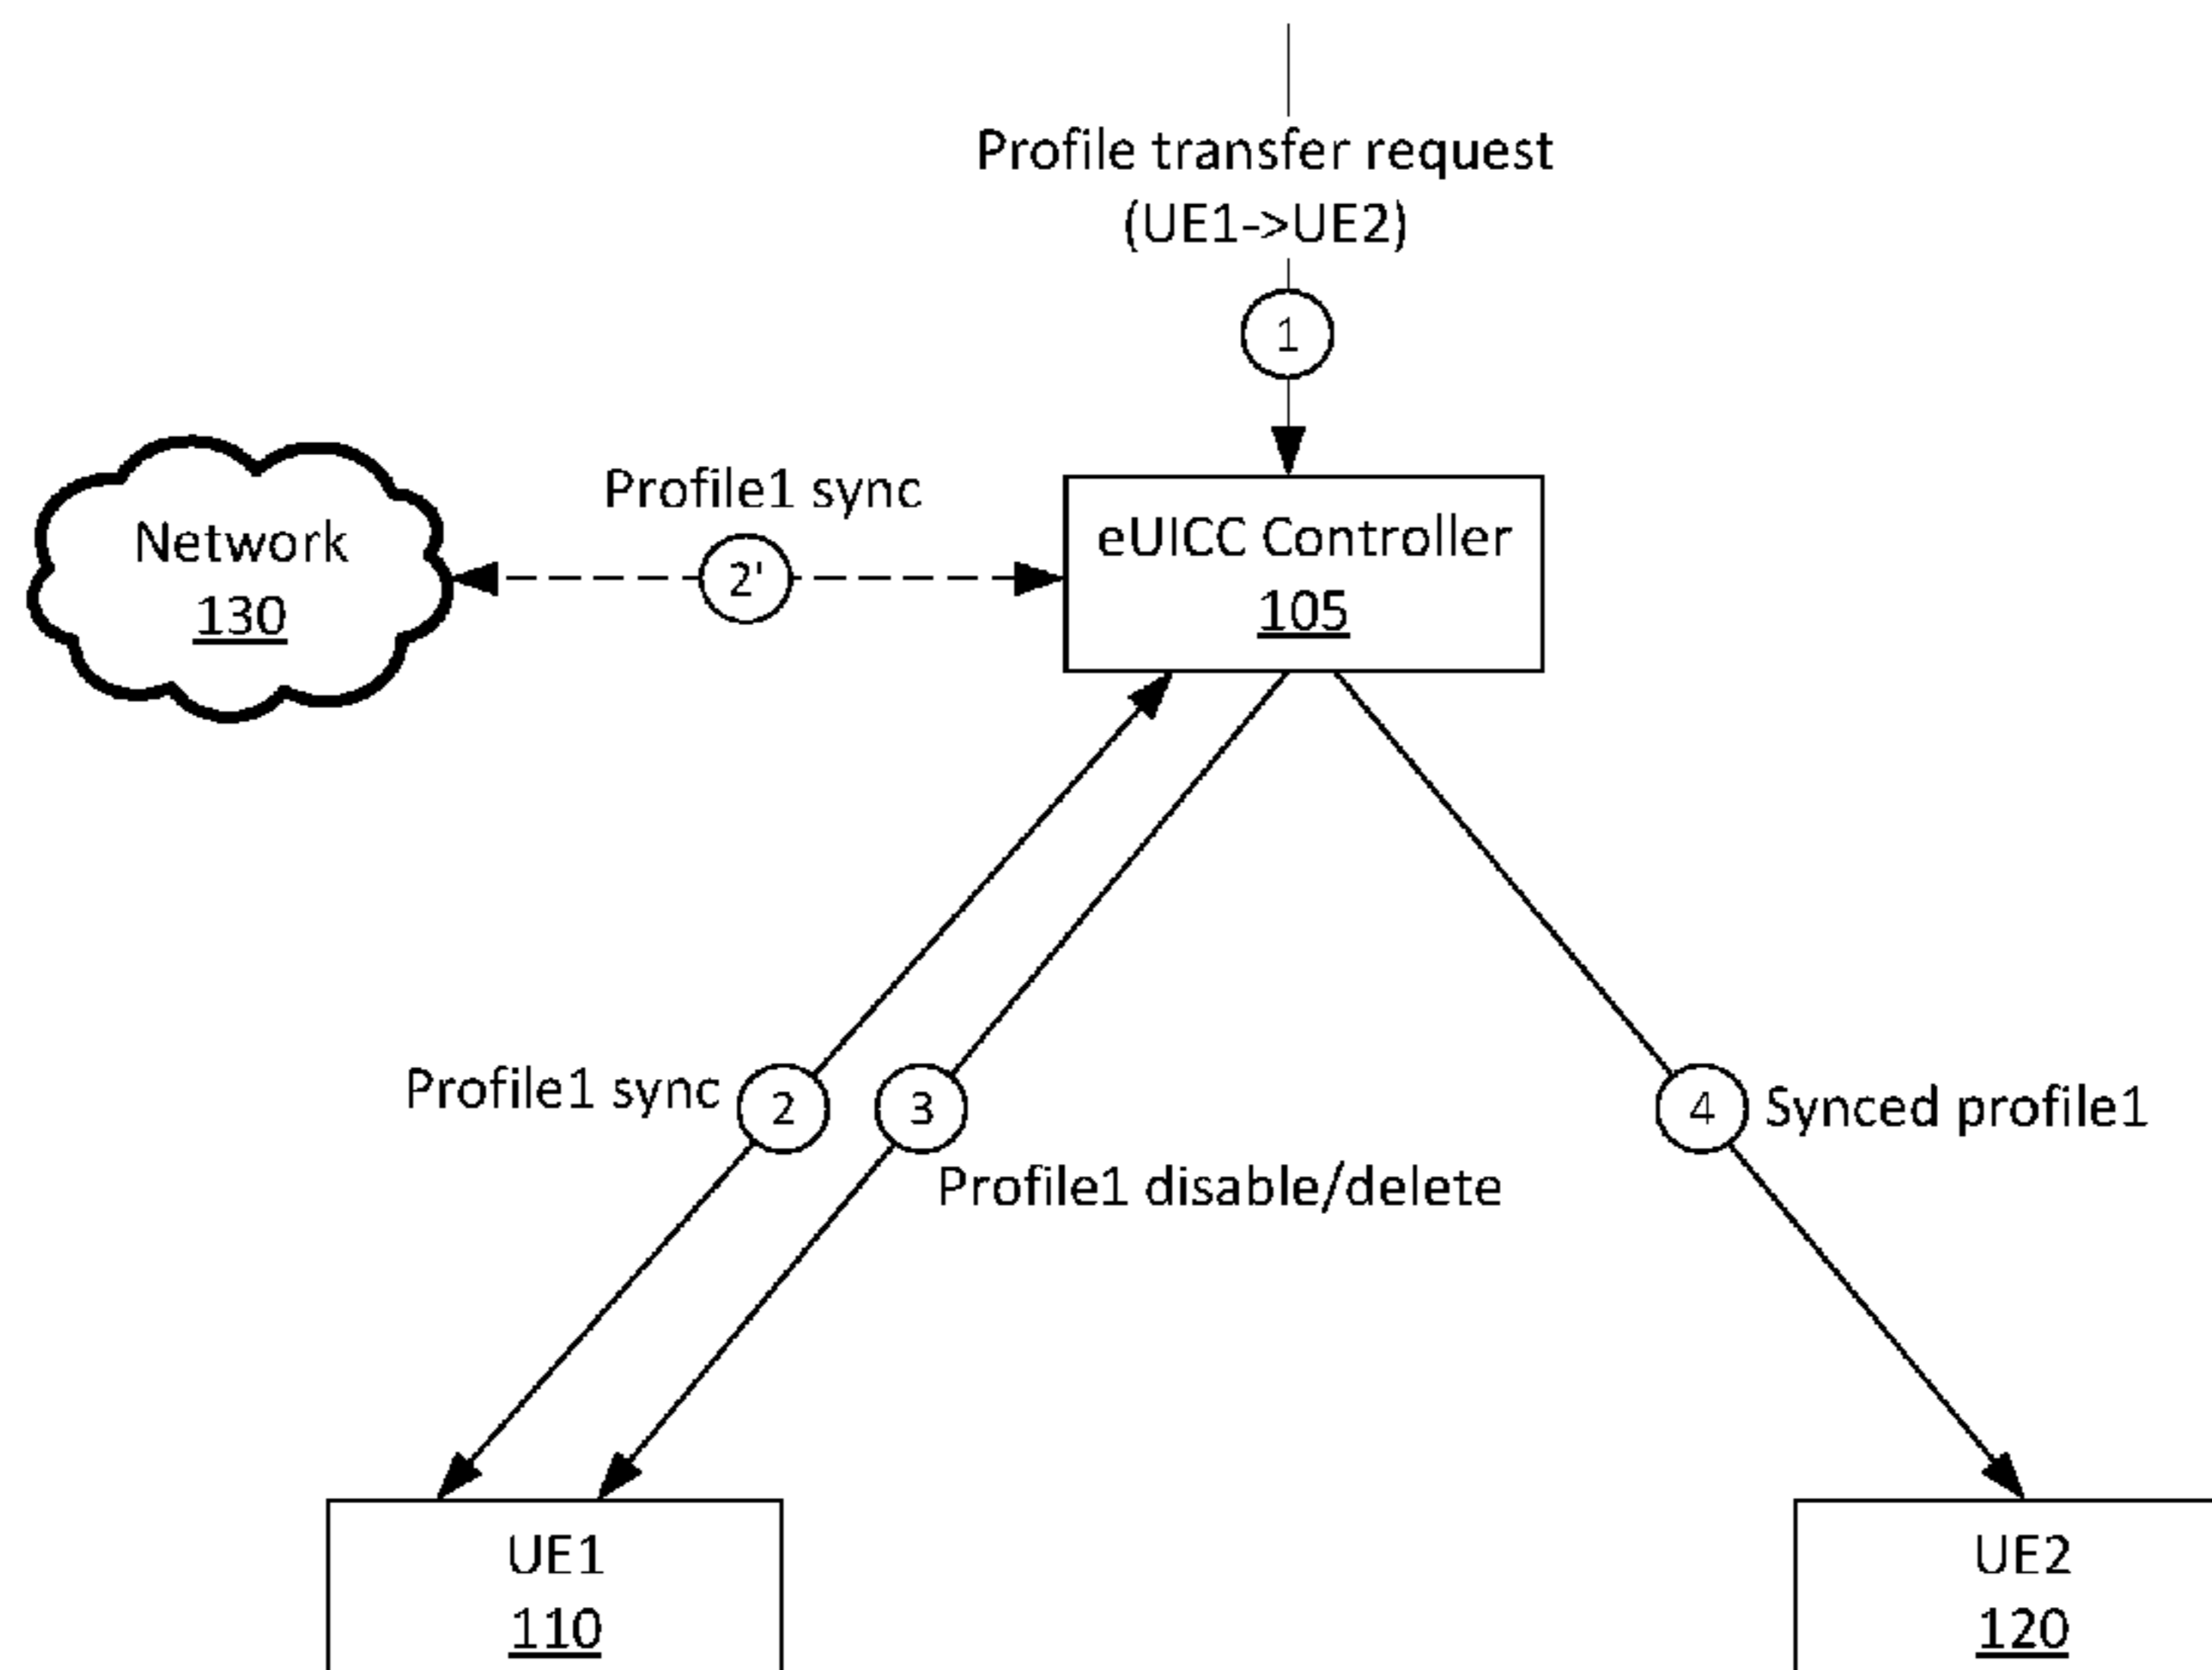 Profile transfer request
(UE1->UE2)
1
Profile1 sync
Network
130
2'
eUICC Controller
105
Profile1 sync
2
3
4
Synced profile1
Profile1 disable/delete
UE1
110
UE2
120